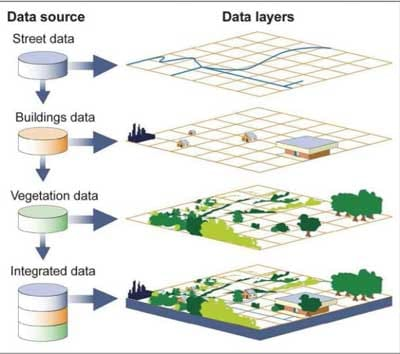 Data source
Data layers
Street data
Buildings data
Vegetation data
Integrated data